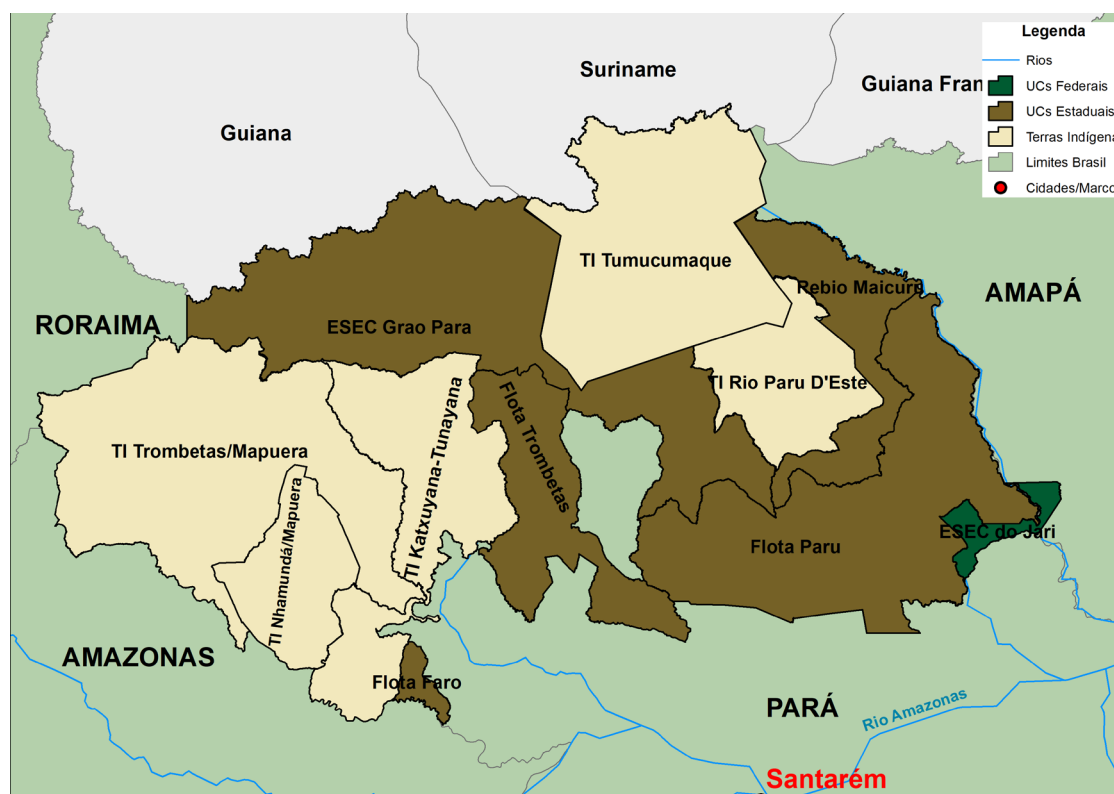 Legenda
Rios
UCs Federais
UCs Estaduais
Terras Indígena
Limites Brasil
Cidades/Marco
Suriname
Guiana Fran
Guiana
TI Tumucumaque
Rebio Maicuru
AMAPÁ
RORAIMA
ESEC Grao Para
TI Rio Paru D'Este
Flota Trombetas
TI Katxuyana-Tunayana
TI Trombetas/Mapuera
TI Nhamundá/Mapuera
ESEC do Jari
Flota Paru
AMAZONAS
Flota Faro
PARÁ
Rio Amazonas
Santarém